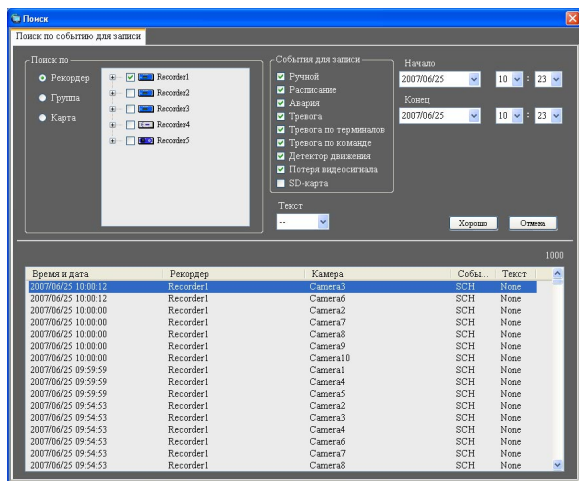 Поиск
Поиск по событию для записи
Поиск по
Рекордер
Группа
Карта
Recorder1
Recorder2
Recorder3
Recorder4
Recorder5
События для записи
Ручной
Расписание
Авария
Тревога
Тревога по терминалов
Тревога по команде
Детектор движения
Потеря видеосигнала
SD-карта
Текст
--
Начало
2007/06/25 10 : 23
Конец
2007/06/25 10 : 23
Хорошо Отмена
1000
Время и дата Рекордер Камера Собы... Текст
2007/06/25 10:00:12 Recorder1 Camera3 SCH None
2007/06/25 10:00:12 Recorder1 Camera6 SCH None
2007/06/25 10:00:00 Recorder1 Camera2 SCH None
2007/06/25 10:00:00 Recorder1 Camera7 SCH None
2007/06/25 10:00:00 Recorder1 Camera8 SCH None
2007/06/25 10:00:00 Recorder1 Camera9 SCH None
2007/06/25 10:00:00 Recorder1 Camera10 SCH None
2007/06/25 09:59:59 Recorder1 Camera1 SCH None
2007/06/25 09:59:59 Recorder1 Camera4 SCH None
2007/06/25 09:59:59 Recorder1 Camera5 SCH None
2007/06/25 09:54:53 Recorder1 Camera2 SCH None
2007/06/25 09:54:53 Recorder1 Camera3 SCH None
2007/06/25 09:54:53 Recorder1 Camera4 SCH None
2007/06/25 09:54:53 Recorder1 Camera6 SCH None
2007/06/25 09:54:53 Recorder1 Camera7 SCH None
2007/06/25 09:54:53 Recorder1 Camera8 SCH None